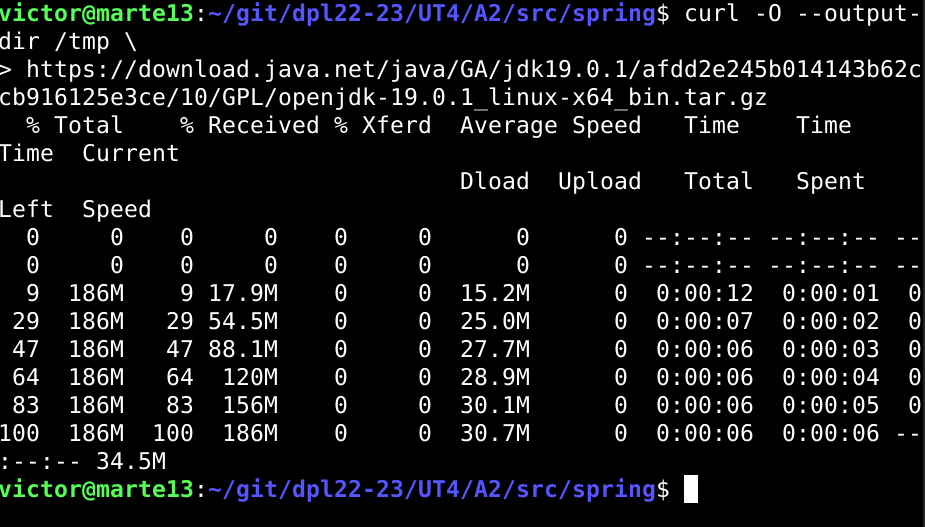 victor@marte13:~/git/dpl22-23/UT4/A2/src/spring$ curl -O --output-
dir /tmp \
> https://download.java.net/java/GA/jdk19.0.1/afdd2e245b014143b62c
cb916125e3ce/10/GPL/openjdk-19.0.1_linux-x64_bin.tar.gz
  % Total    % Received % Xferd  Average Speed   Time    Time
Time  Current
                                 Dload  Upload   Total   Spent
Left  Speed
  0     0    0     0    0     0      0      0 --:--:-- --:--:-- --
  0     0    0     0    0     0      0      0 --:--:-- --:--:-- --
  9  186M    9 17.9M    0     0  15.2M      0  0:00:12  0:00:01  0
 29  186M   29 54.5M    0     0  25.0M      0  0:00:07  0:00:02  0
 47  186M   47 88.1M    0     0  27.7M      0  0:00:06  0:00:03  0
 64  186M   64  120M    0     0  28.9M      0  0:00:06  0:00:04  0
 83  186M   83  156M    0     0  30.1M      0  0:00:06  0:00:05  0
100  186M  100  186M    0     0  30.7M      0  0:00:06  0:00:06 --
:--:-- 34.5M
victor@marte13:~/git/dpl22-23/UT4/A2/src/spring$